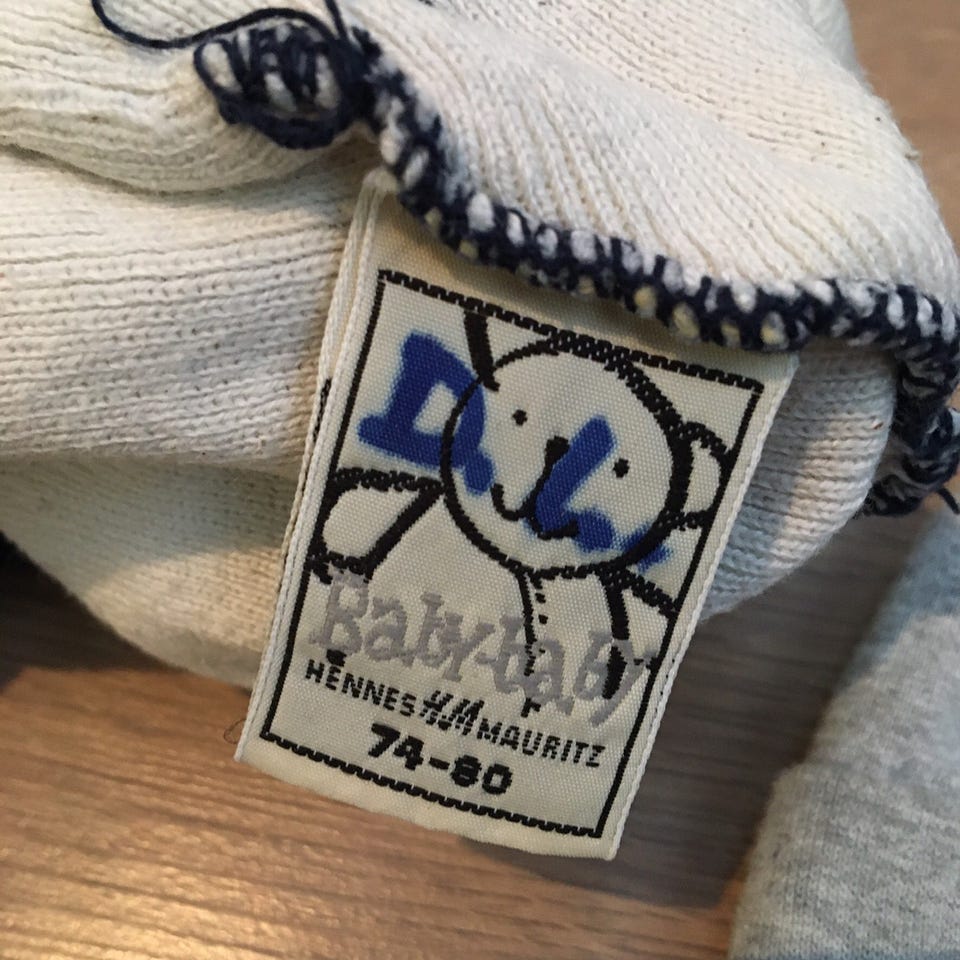 D.L.
Baby-baby
HENNES H&M MAURITZ
74-80